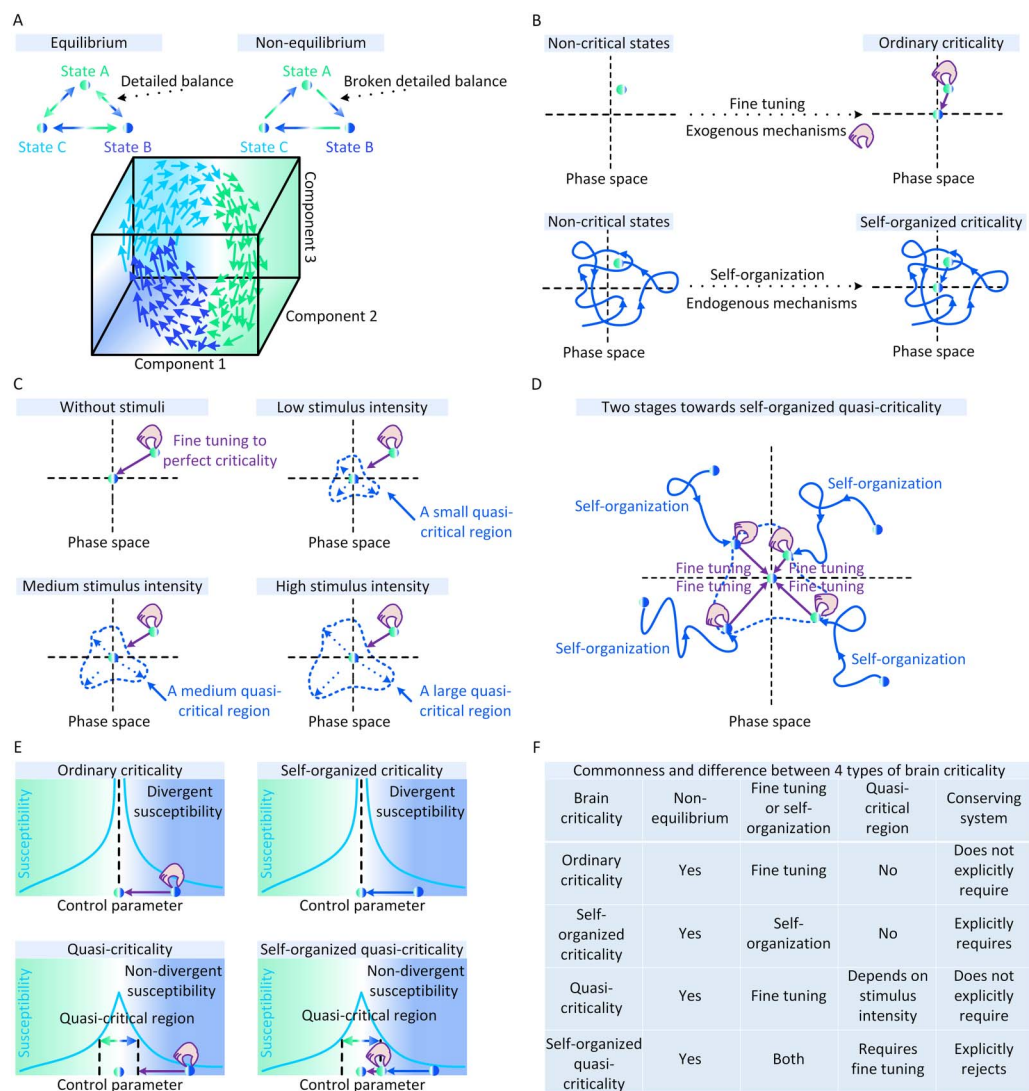 A
Equilibrium
Non-equilibrium
State A
Detailed balance
State C
State B
State A
Broken detailed balance
State C
State B
Component 3
Component 2
Component 1
B
Non-critical states
Ordinary criticality
Fine tuning
Exogenous mechanisms
Phase space
Phase space
Non-critical states
Self-organized criticality
Self-organization
Endogenous mechanisms
Phase space
Phase space
C
Without stimuli
Low stimulus intensity
Fine tuning to
perfect criticality
A small quasi-
critical region
Phase space
Phase space
Medium stimulus intensity
High stimulus intensity
A medium quasi-
critical region
A large quasi-
critical region
Phase space
Phase space
D
Two stages towards self-organized quasi-criticality
Self-organization
Self-organization
Fine tuning
Fine tuning
Fine tuning
Fine tuning
Self-organization
Self-organization
Phase space
E
Ordinary criticality
Susceptibility
Divergent
susceptibility
Control parameter
Self-organized criticality
Susceptibility
Divergent
susceptibility
Control parameter
Quasi-criticality
Susceptibility
Non-divergent
susceptibility
Quasi-critical region
Control parameter
Self-organized quasi-criticality
Susceptibility
Non-divergent
susceptibility
Quasi-critical region
Control parameter
F
Commonness and difference between 4 types of brain criticality
Brain
criticality
Non-
equilibrium
Fine tuning
or self-
organization
Quasi-
critical
region
Conserving
system
Ordinary
criticality
Yes
Fine tuning
No
Does not
explicitly
require
Self-
organized
criticality
Yes
Self-
Organization
No
Explicitly
requires
Quasi-
criticality
Yes
Fine tuning
Depends on
stimulus
intensity
Does not
explicitly
require
Self-organized
quasi-
criticality
Yes
Both
Requires
fine tuning
Explicitly
rejects